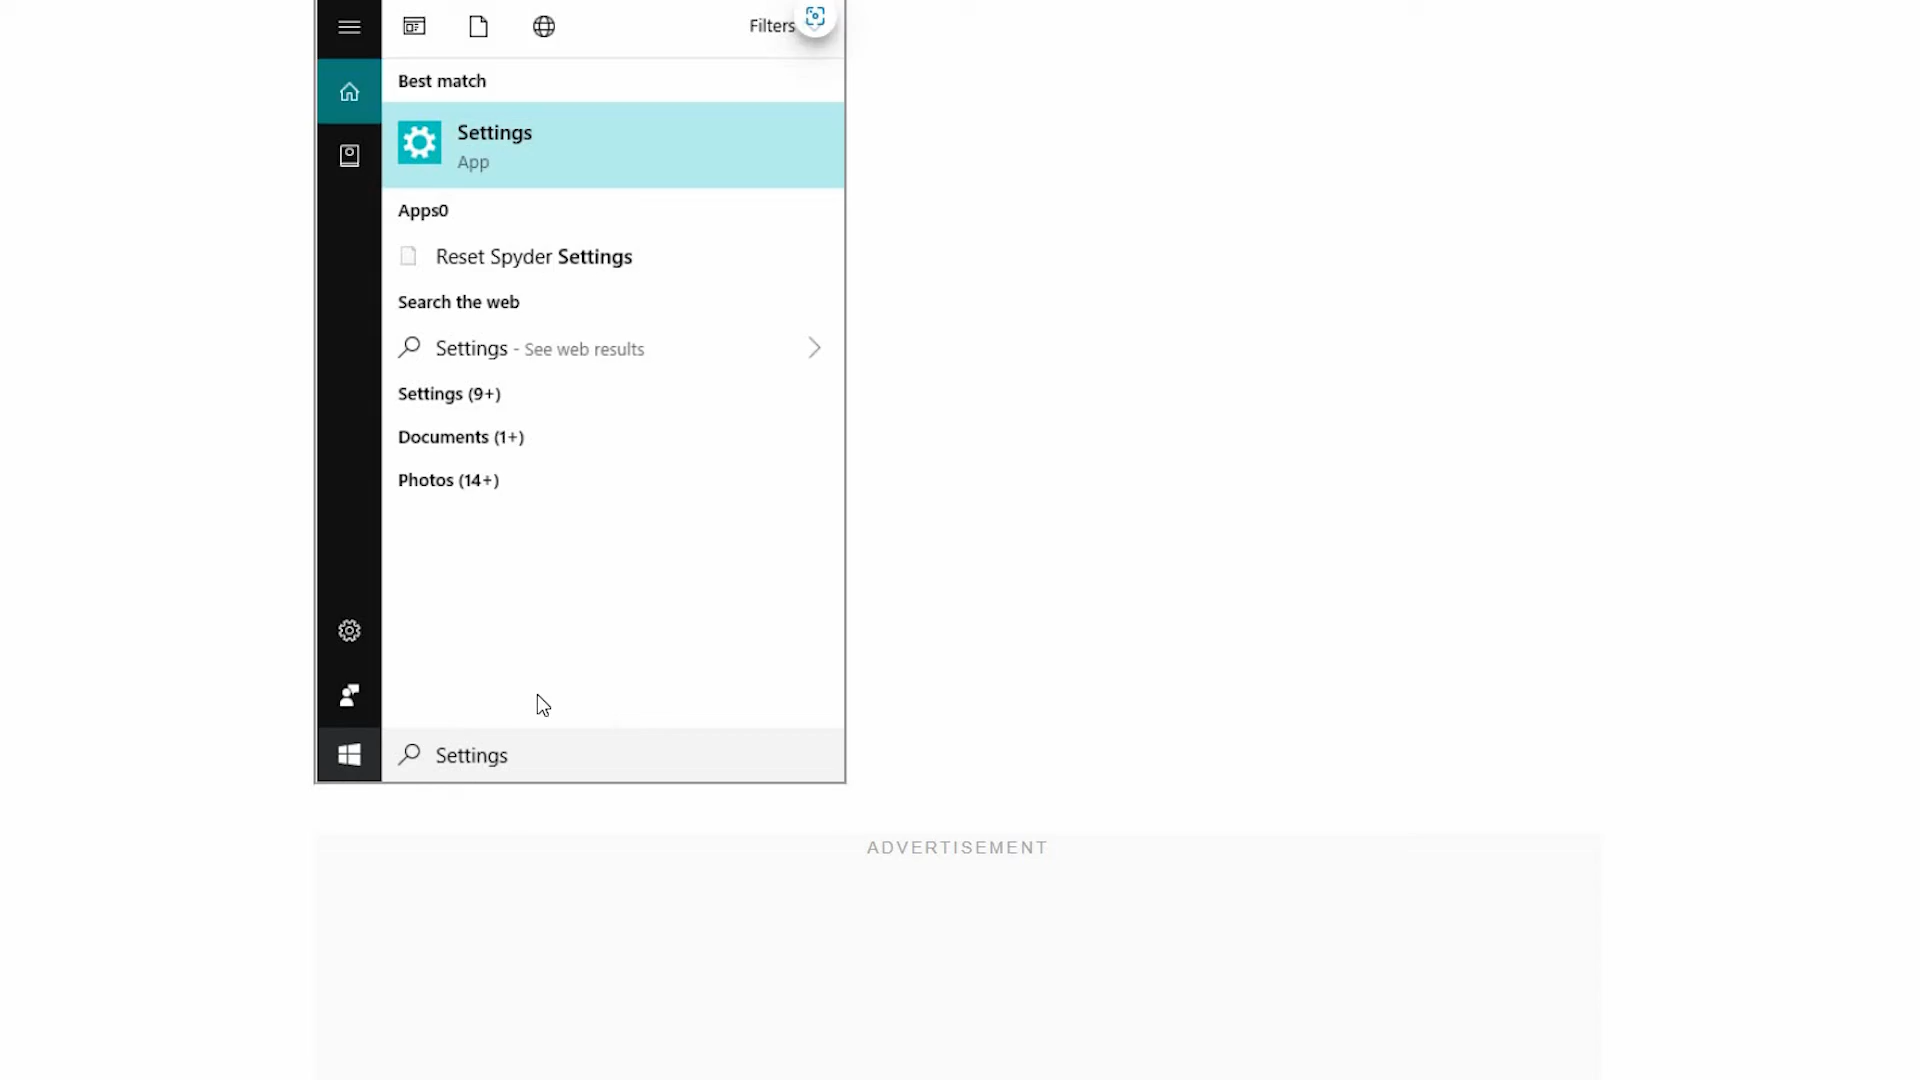 Filters
Best match
Settings
App
Apps0
Reset Spyder Settings
Search the web
Settings - See web results
Settings (9+)
Documents (1+)
Photos (14+)
Settings
ADVERTISEMENT